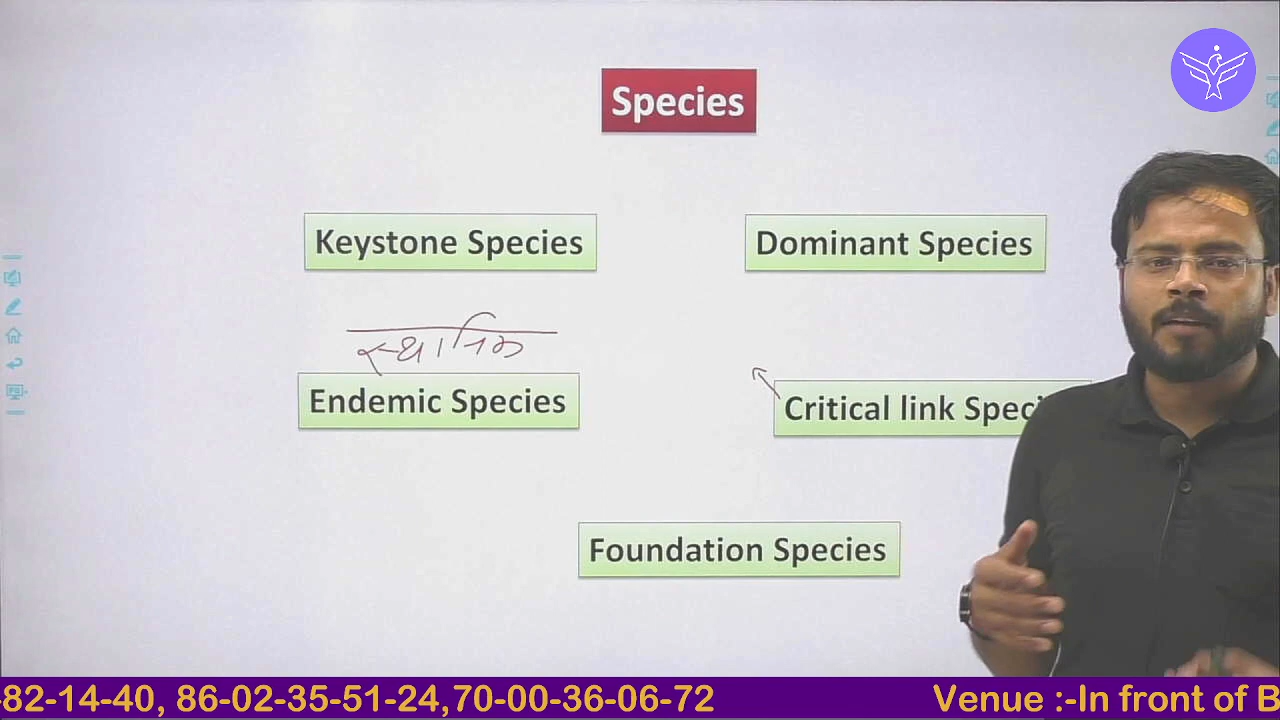 Species
Keystone Species
Dominant Species
स्थानिक
Endemic Species
Critical link Speci
Foundation Species
-82-14-40, 86-02-35-51-24,70-00-36-06-72
Venue :-In front of B